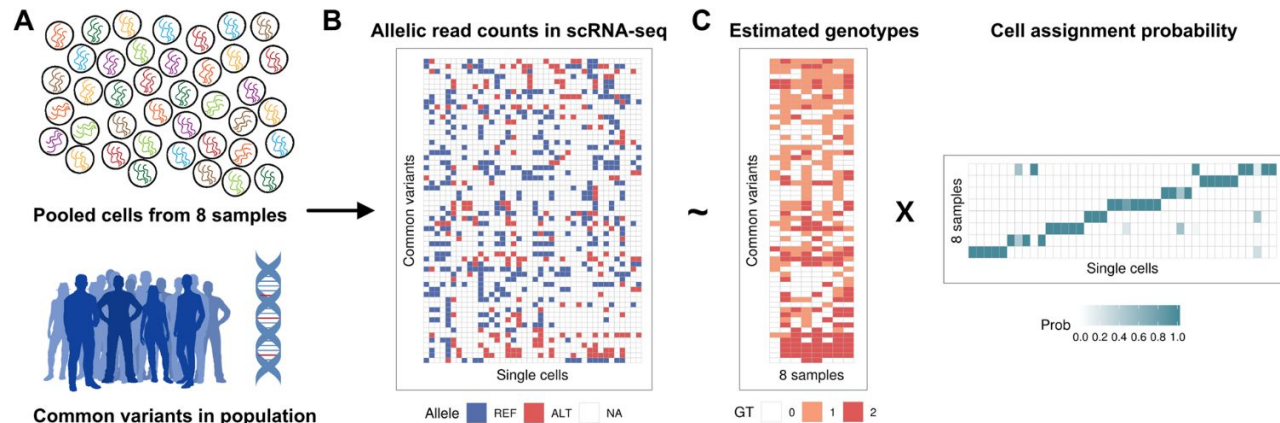 A
Pooled cells from 8 samples
Common variants in population
B
Allelic read counts in scRNA-seq
Common variants
Single cells
Allele REF ALT NA
~
C
Estimated genotypes
Common variants
8 samples
GT 0 1 2
X
Cell assignment probability
8 samples
Single cells
Prob
0.0 0.2 0.4 0.6 0.8 1.0